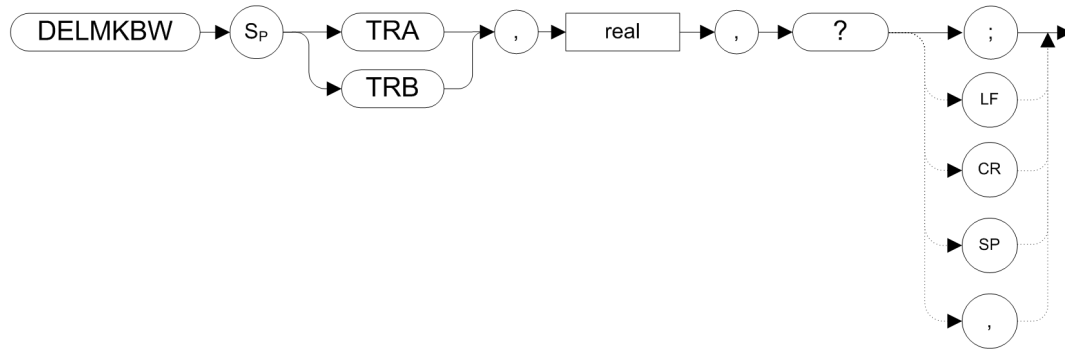 DELMKBW SP TRA , real , ? ;
TRB
LF
CR
SP
,